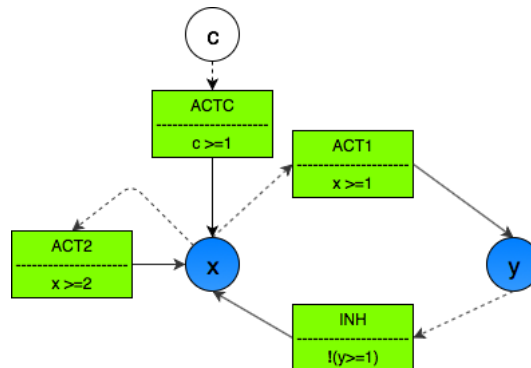 c
ACTC
c >=1
ACT1
x >=1
ACT2
x >=2
x
y
INH
!(y>=1)